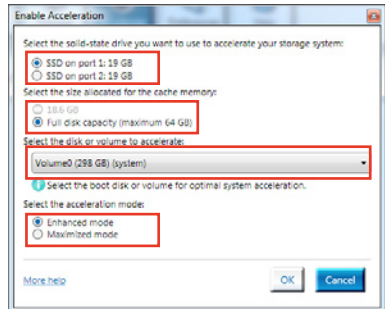 Enable Acceleration
Select the solid-state drive you want to use to accelerate your storage system:
SSD on port 1: 19 GB
SSD on port 2: 19 GB
Select the size allocated for the cache memory:
18.6 GB
Full disk capacity (maximum 64 GB)
Select the disk or volume to accelerate:
Volume0 (298 GB) (system)
Select the boot disk or volume for optimal system acceleration.
Select the acceleration mode:
Enhanced mode
Maximized mode
More help
OK
Cancel